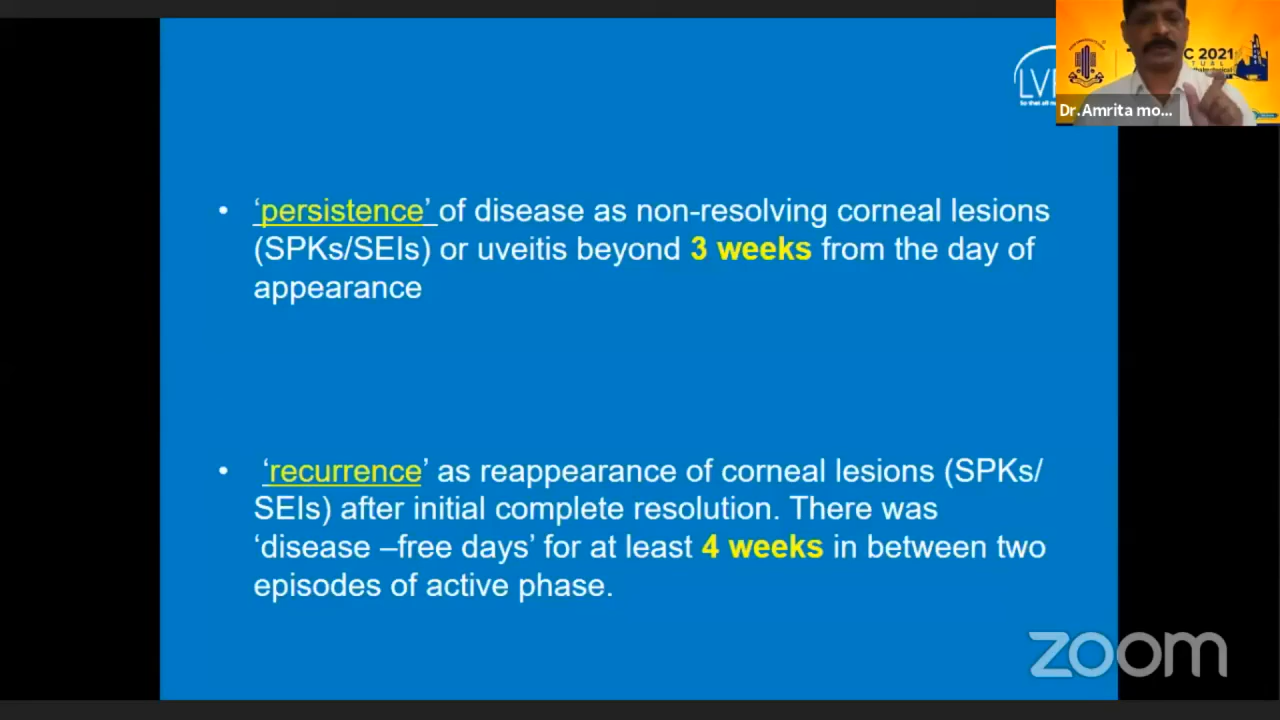 • 'persistence' of disease as non-resolving corneal lesions
(SPKs/SEIs) or uveitis beyond 3 weeks from the day of
appearance
• 'recurrence' as reappearance of corneal lesions (SPKs/
SEIs) after initial complete resolution. There was
'disease –free days' for at least 4 weeks in between two
episodes of active phase.
C 2021
Dr.Amrita mo...
zoom